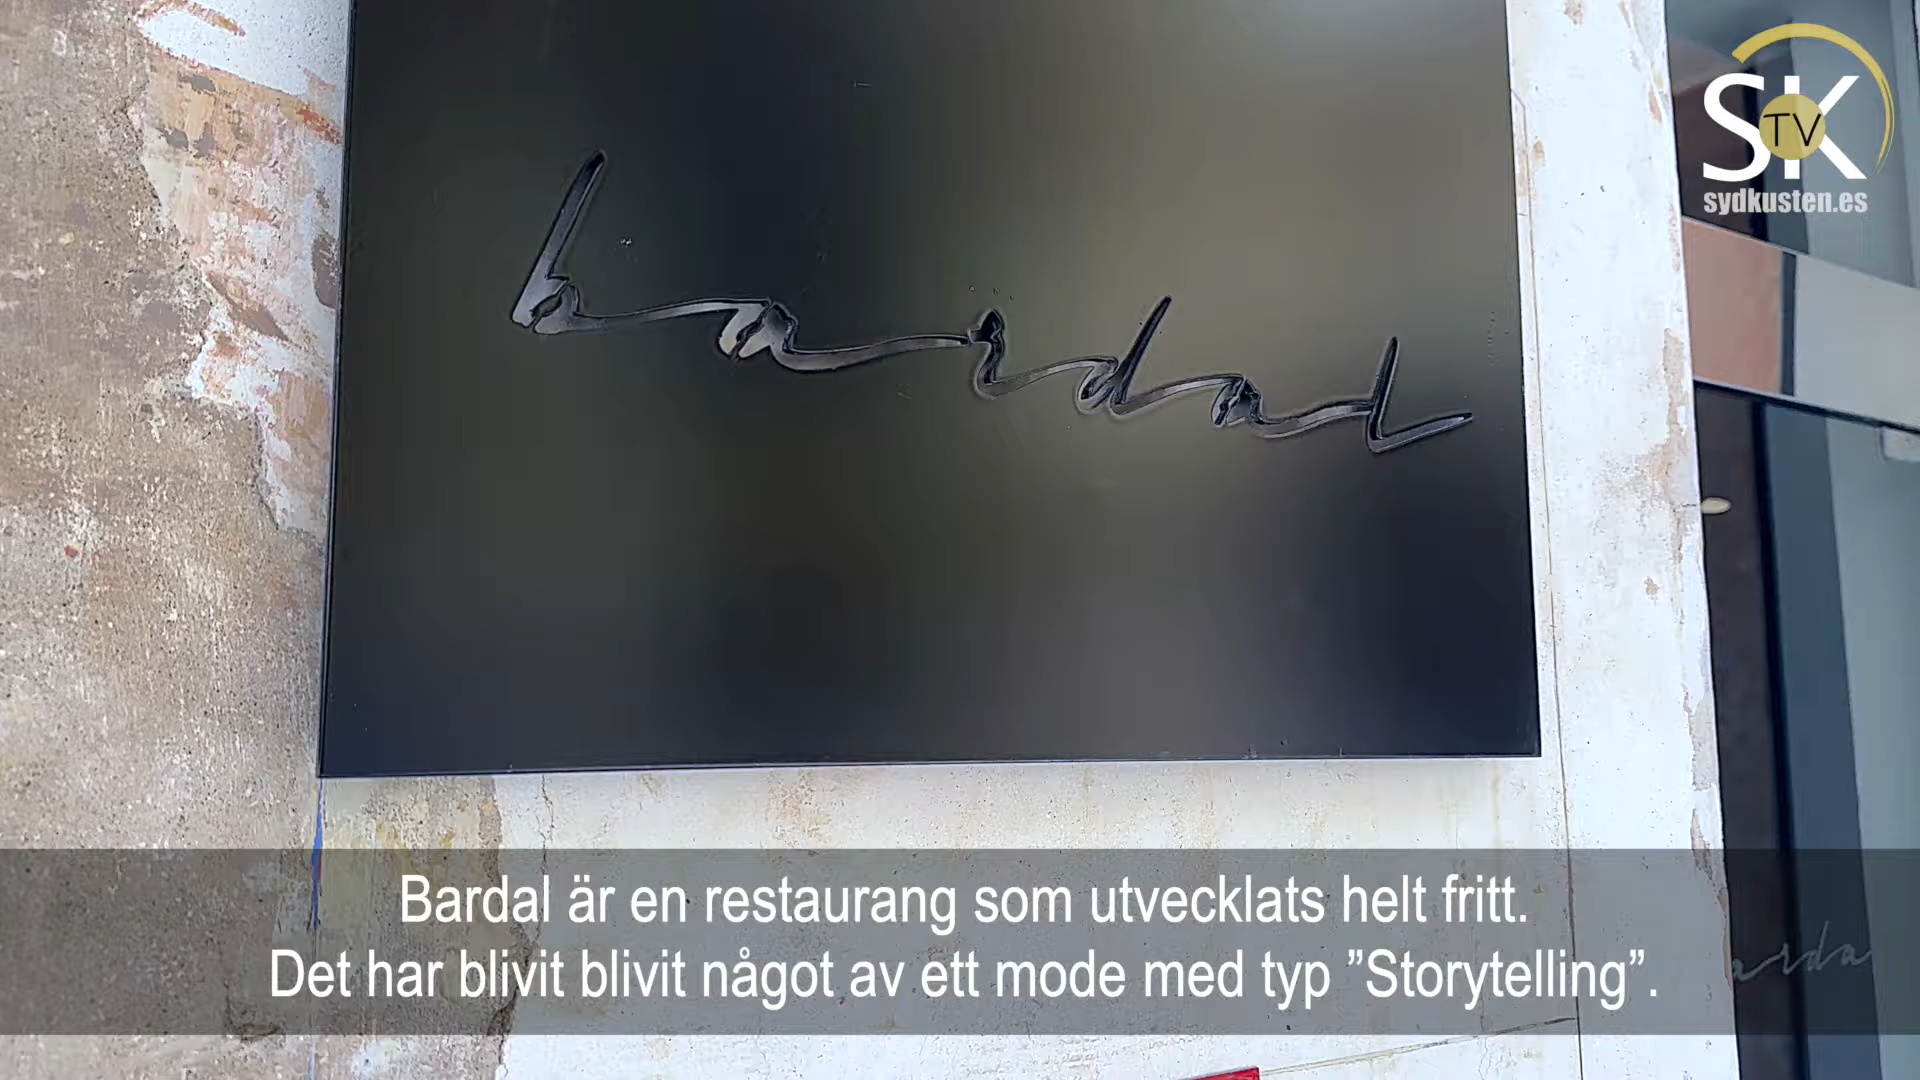 SK
TV
sydkusten.es
bardal
Bardal är en restaurang som utvecklats helt fritt.
Det har blivit blivit något av ett mode med typ ”Storytelling”.
arda